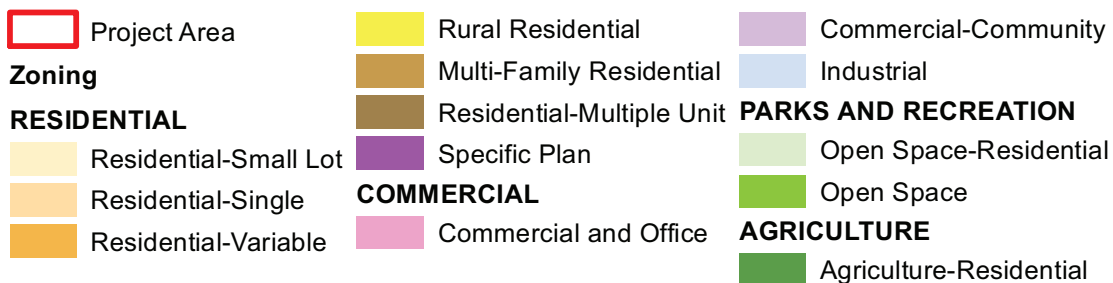 Project Area
Zoning
RESIDENTIAL
Residential-Small Lot
Residential-Single
Residential-Variable
Rural Residential
Multi-Family Residential
Residential-Multiple Unit
Specific Plan
COMMERCIAL
Commercial and Office
Commercial-Community
Industrial
PARKS AND RECREATION
Open Space-Residential
Open Space
AGRICULTURE
Agriculture-Residential